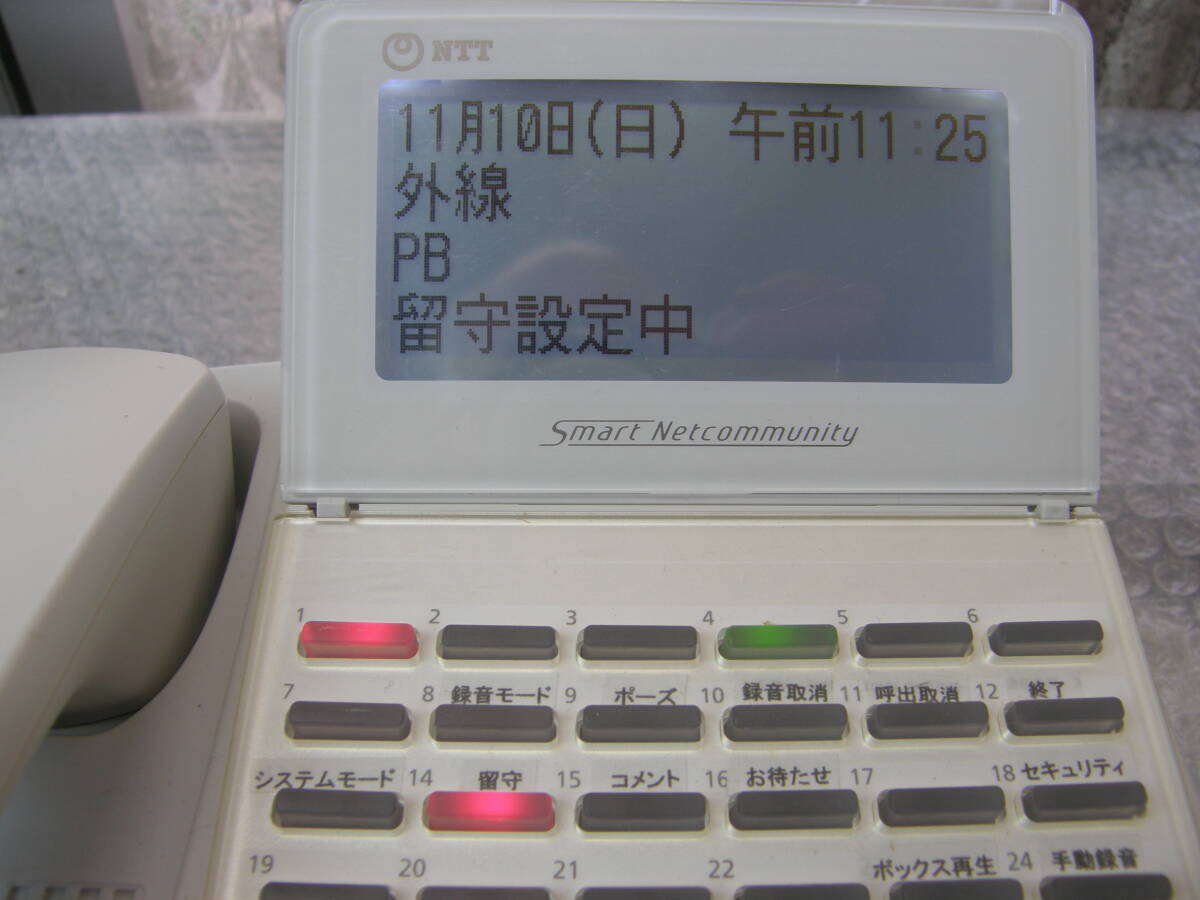 NTT
11月10日(日) 午前11:25
外線
PB
留守設定中
Smart Netcommunity
1 2 3 4 5 6
7 8 録音モード 9 ポーズ 10 録音取消 11 呼出取消 12 終了
システムモード 14 留守 15 コメント 16 お待たせ 17 18 セキュリティ
19 20 21 22 ボックス再生 24 手動録音